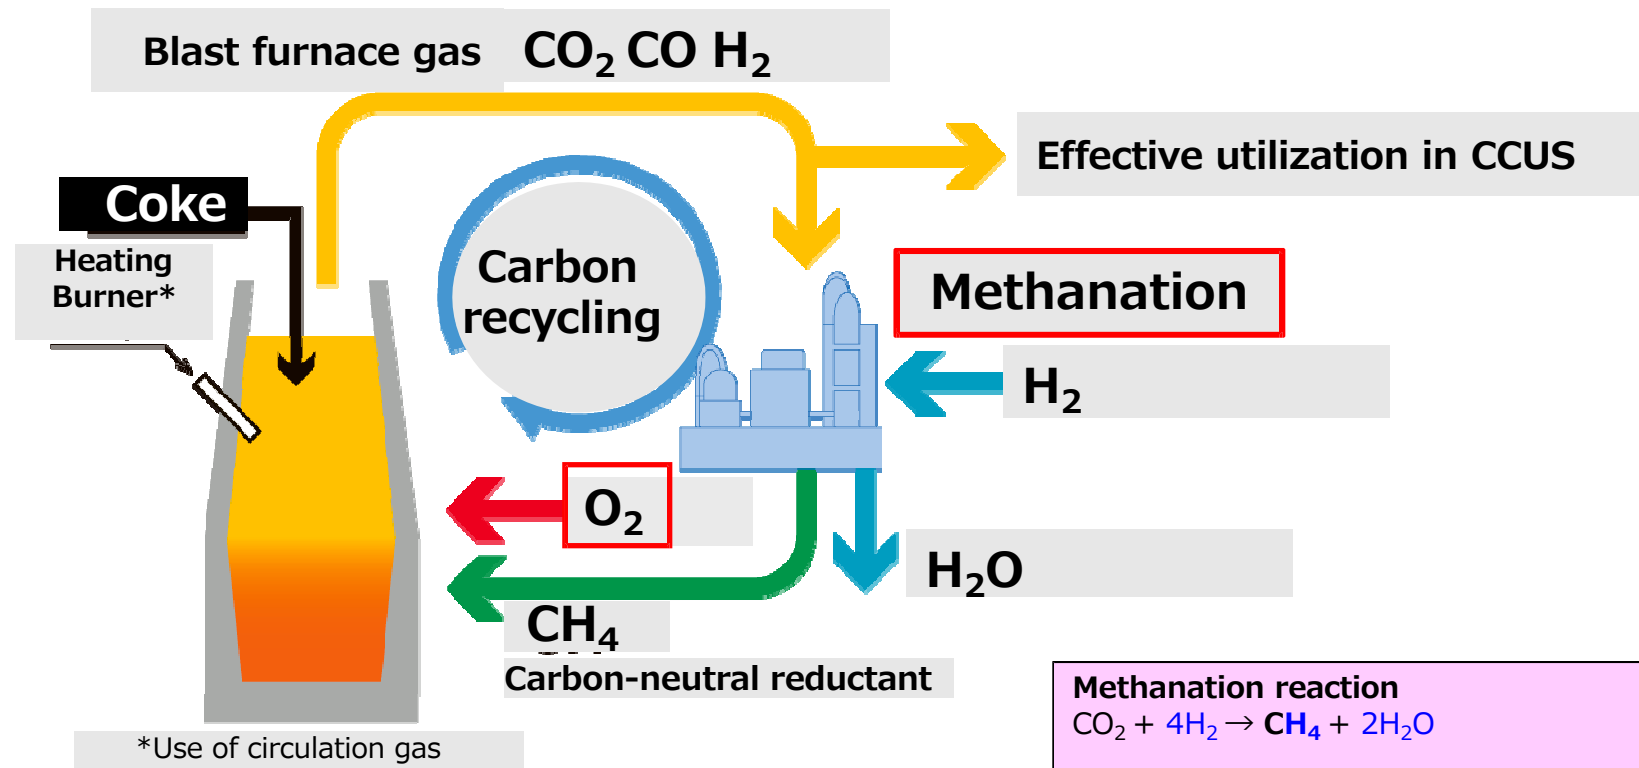 Blast furnace gas CO₂ CO H₂
Effective utilization in CCUS
Coke
Heating
Burner*
Carbon
recycling
Methanation
H₂
O₂
H₂O
CH₄
Carbon-neutral reductant
Methanation reaction
CO₂ + 4H₂ → CH₄ + 2H₂O
*Use of circulation gas